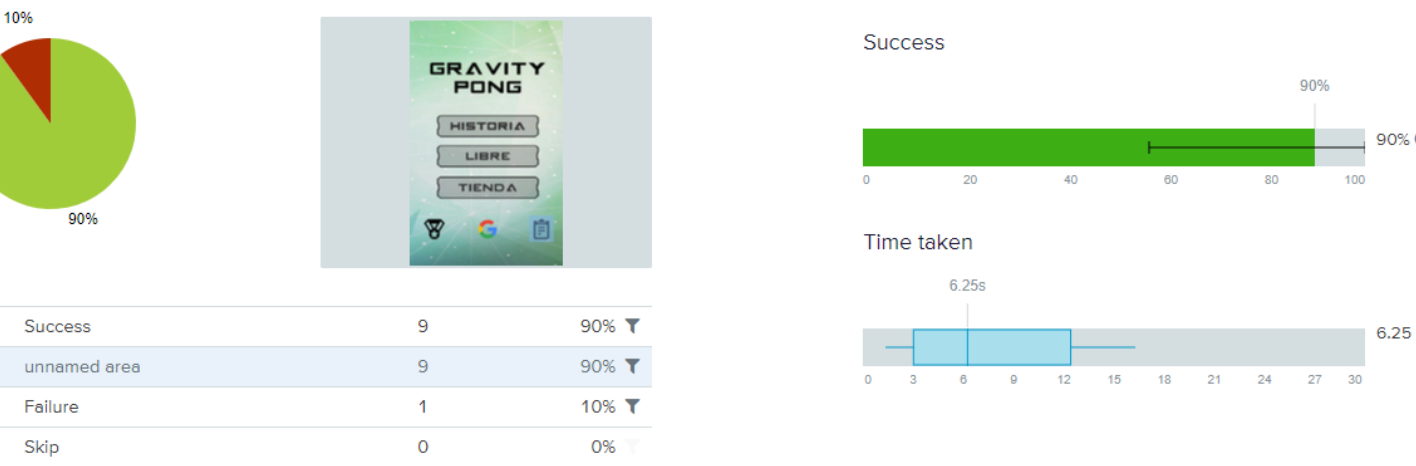 10%
90%
GRAVITY
PONG
HISTORIA
LIBRE
TIENDA
Success 9 90%
unnamed area 9 90%
Failure 1 10%
Skip 0 0%
Success
90%
90%
0 20 40 60 80 100
Time taken
6.25s
6.25
0 3 6 9 12 15 18 21 24 27 30